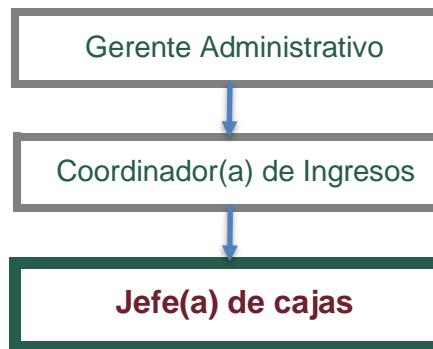 Gerente Administrativo
Coordinador(a) de Ingresos
Jefe(a) de cajas